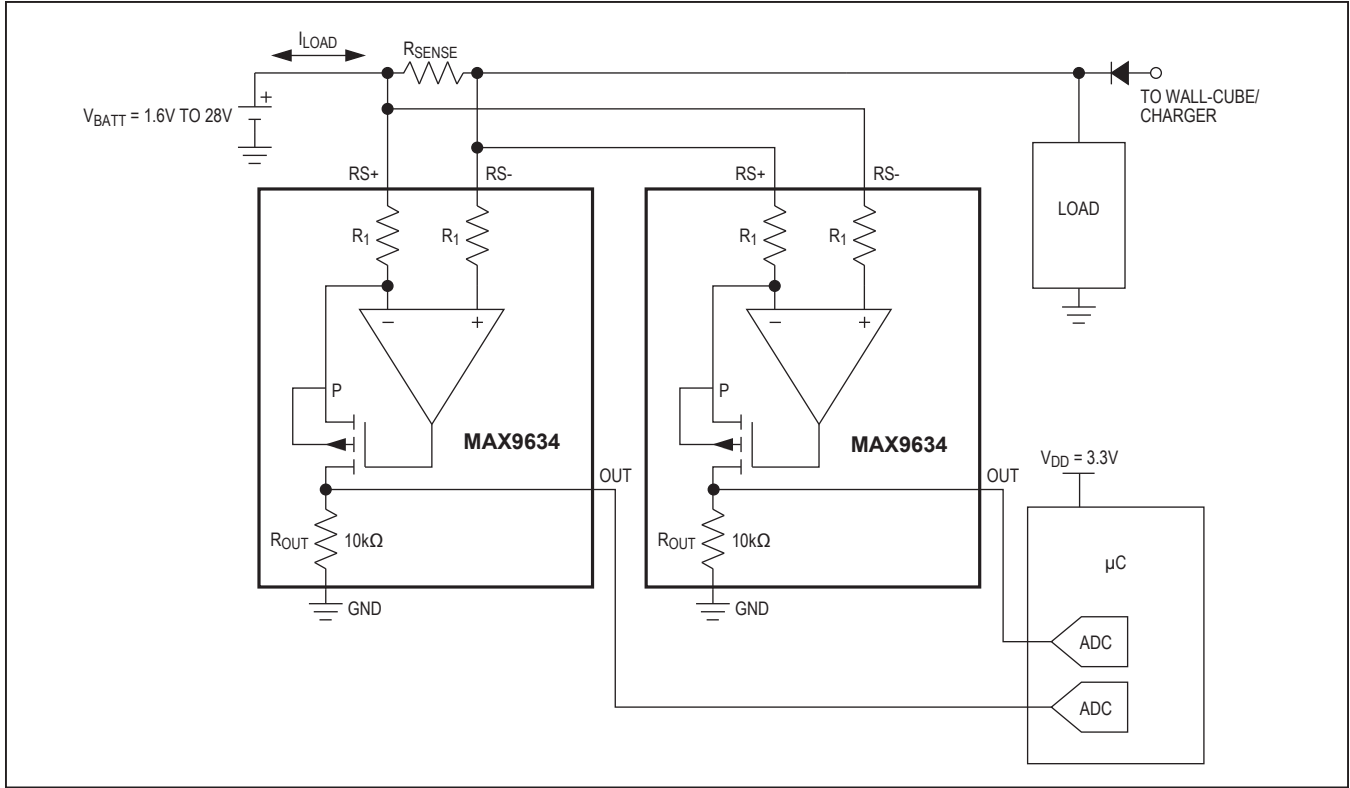 ILOAD
RSENSE
+
VBATT = 1.6V TO 28V
TO WALL-CUBE/
CHARGER
RS+
RS-
RS+
RS-
LOAD
R1
R1
R1
R1
−
+
−
+
P
P
MAX9634
MAX9634
VDD = 3.3V
OUT
OUT
ROUT
10kΩ
ROUT
10kΩ
µC
GND
GND
ADC
ADC